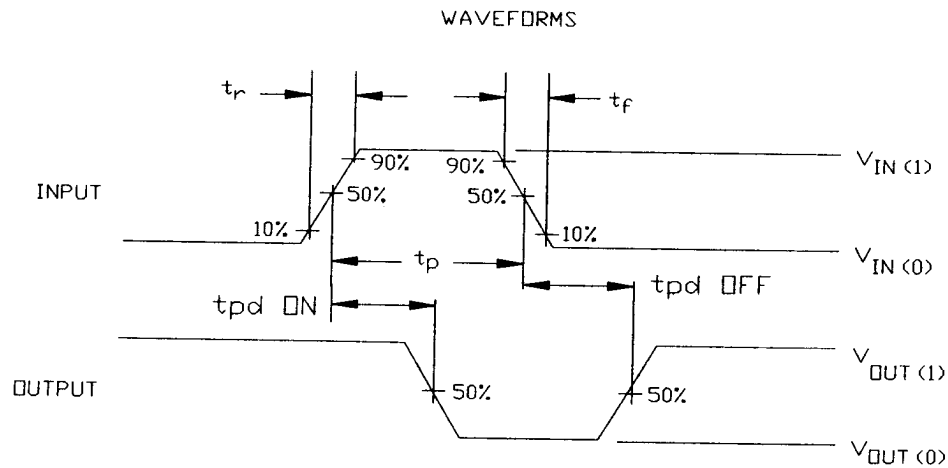 WAVEFORMS
tr
tf
90%
90%
VIN(1)
INPUT
50%
50%
10%
10%
VIN(0)
tp
tpd ON
tpd OFF
VOUT(1)
OUTPUT
50%
50%
VOUT(0)